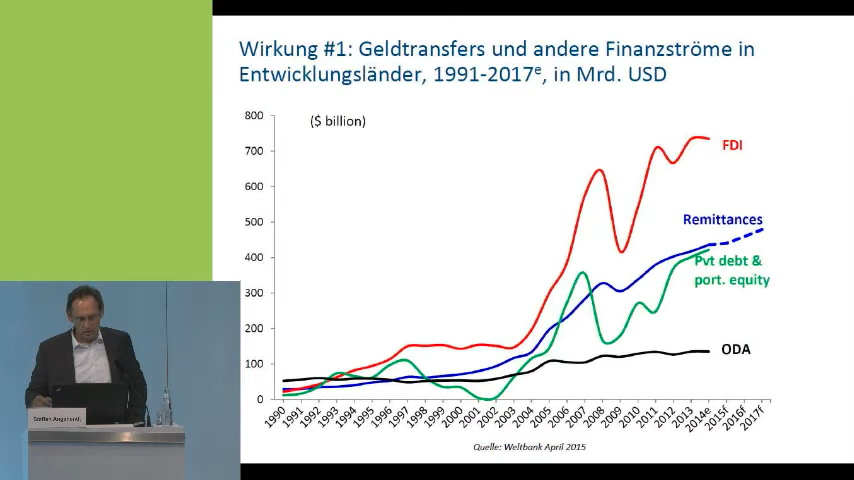 Wirkung #1: Geldtransfers und andere Finanzströme in
Entwicklungsländer, 1991-2017ᵉ, in Mrd. USD
($ billion)
800
700
600
500
400
300
200
100
0
FDI
Remittances
Pvt debt &
port. equity
ODA
1990 1991 1992 1993 1994 1995 1996 1997 1998 1999 2000 2001 2002 2003 2004 2005 2006 2007 2008 2009 2010 2011 2012 2013 2014e 2015f 2016f 2017f
Quelle: Weltbank April 2015
Steffen Angenendt